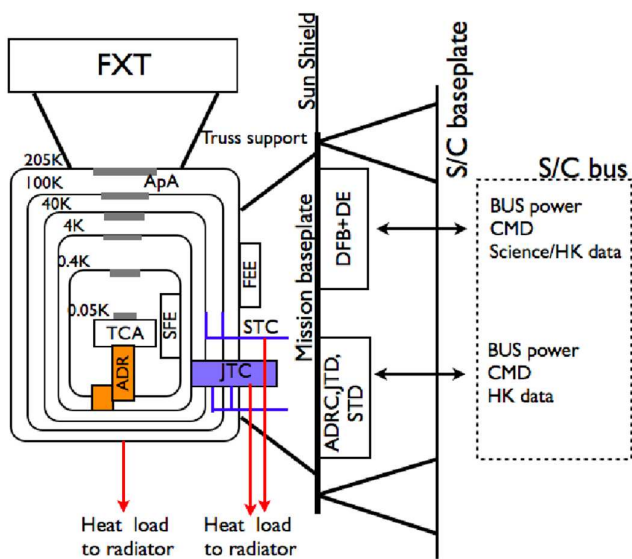 FXT
Sun Shield
S/C baseplate
Truss support
205K
ApA
100K
40K
4K
0.4K
0.05K
TCA
SFE
ADR
FEE
STC
JTC
Mission baseplate
DFB+DE
ADRC,JTD,
STD
S/C bus
BUS power
CMD
Science/HK data
BUS power
CMD
HK data
Heat load
to radiator
Heat load
to radiator